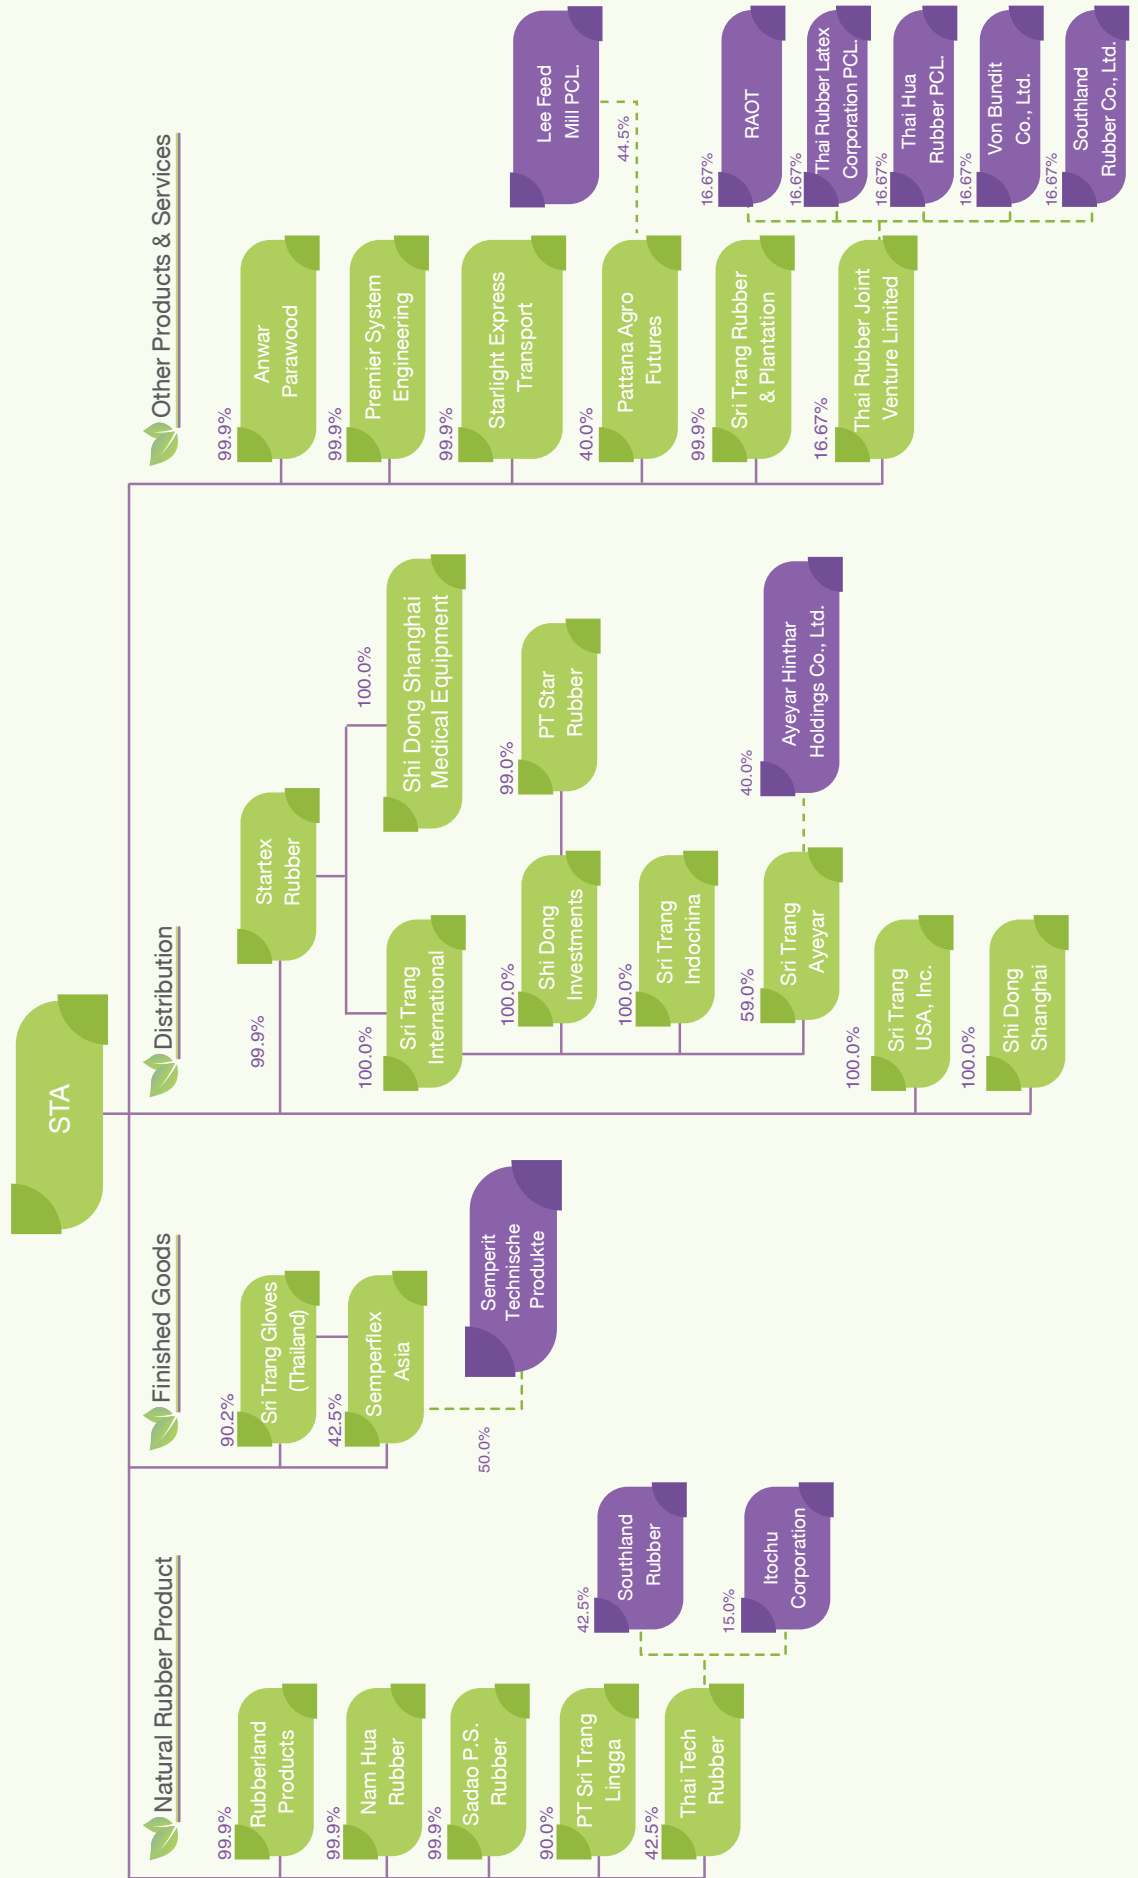 STA
Natural Rubber Product
99.9%
Rubberland
Products
99.9%
Nam Hua
Rubber
99.9%
Sadao P.S.
Rubber
90.0%
PT Sri Trang
Lingga
42.5%
Thai Tech
Rubber
42.5%
Southland
Rubber
15.0%
Itochu
Corporation
Finished Goods
90.2%
Sri Trang Gloves
(Thailand)
42.5%
Semperflex
Asia
50.0%
Semperit
Technische
Produkte
Distribution
99.9%
Startex
Rubber
100.0%
Sri Trang
International
100.0%
Shi Dong Shanghai
Medical Equipment
100.0%
Shi Dong
Investments
99.0%
PT Star
Rubber
100.0%
Sri Trang
Indochina
59.0%
Sri Trang
Ayeyar
40.0%
Ayeyar Hinthar
Holdings Co., Ltd.
100.0%
Sri Trang
USA, Inc.
100.0%
Shi Dong
Shanghai
Other Products & Services
99.9%
Anwar
Parawood
99.9%
Premier System
Engineering
99.9%
Starlight Express
Transport
40.0%
Pattana Agro
Futures
44.5%
Lee Feed
Mill PCL.
99.9%
Sri Trang Rubber
& Plantation
16.67%
Thai Rubber Joint
Venture Limited
16.67%
RAOT
16.67%
Thai Rubber Latex
Corporation PCL.
16.67%
Thai Hua
Rubber PCL.
16.67%
Von Bundit
Co., Ltd.
16.67%
Southland
Rubber Co., Ltd.